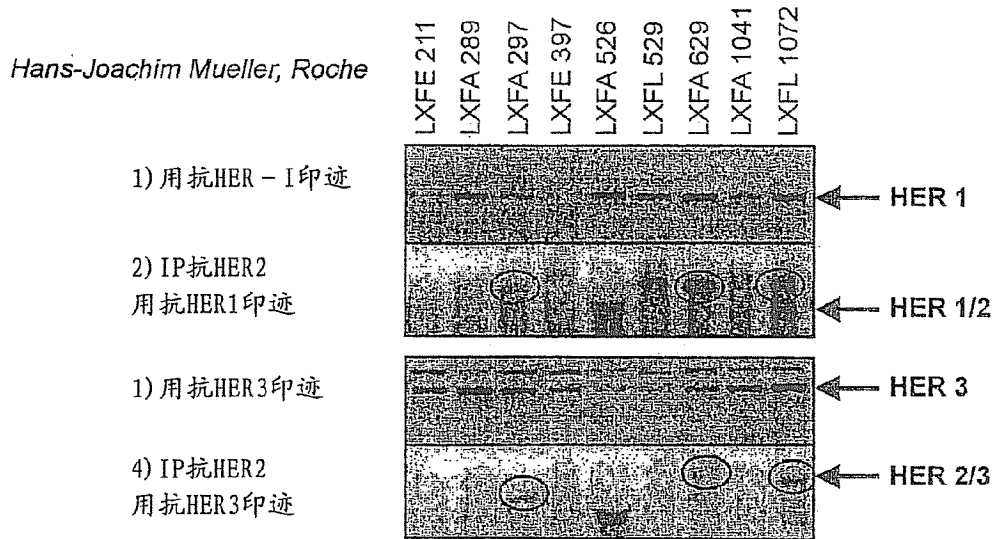 Hans-Joachim Mueller, Roche
LXFE 211
LXFA 289
LXFA 297
LXFE 397
LXFA 526
LXFL 529
LXFA 629
LXFA 1041
LXFL 1072
1) 用抗HER-I印迹
HER 1
2) IP抗HER2
用抗HER1印迹
HER 1/2
1) 用抗HER3印迹
HER 3
4) IP抗HER2
用抗HER3印迹
HER 2/3